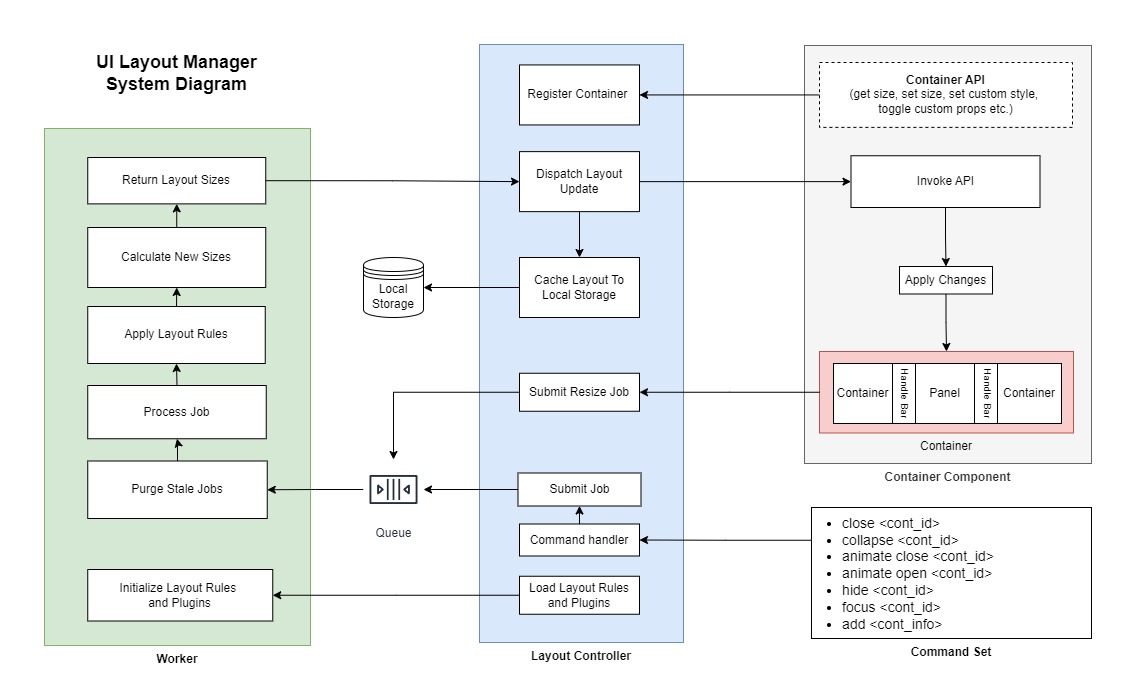 UI Layout Manager
System Diagram
Return Layout Sizes
Calculate New Sizes
Apply Layout Rules
Process Job
Purge Stale Jobs
Initialize Layout Rules
and Plugins
Worker
Local
Storage
Queue
Register Container
Dispatch Layout
Update
Cache Layout To
Local Storage
Submit Resize Job
Submit Job
Command handler
Load Layout Rules
and Plugins
Layout Controller
Container API
(get size, set size, set custom style,
toggle custom props etc.)
Invoke API
Apply Changes
Container
Handle Bar
Panel
Handle Bar
Container
Container
Container Component
• close <cont_id>
• collapse <cont_id>
• animate close <cont_id>
• animate open <cont_id>
• hide <cont_id>
• focus <cont_id>
• add <cont_info>
Command Set